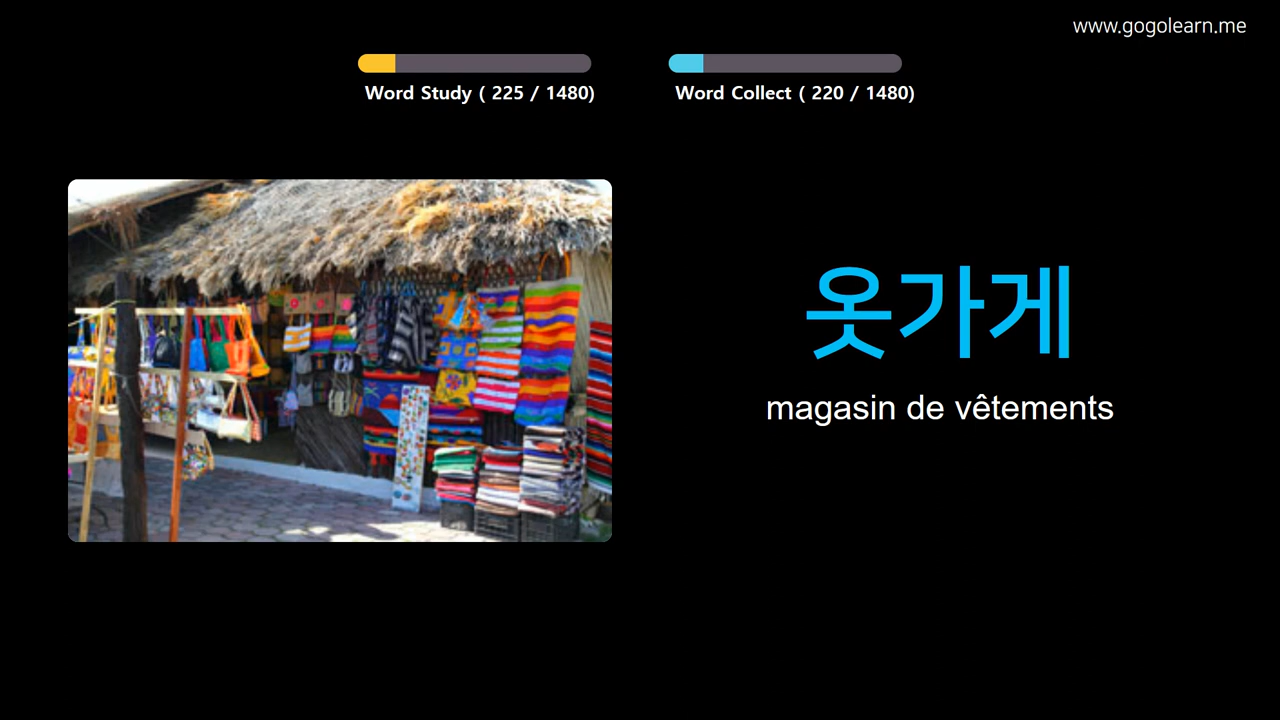 www.gogolearn.me
Word Study ( 225 / 1480)
Word Collect ( 220 / 1480)
옷가게
magasin de vêtements